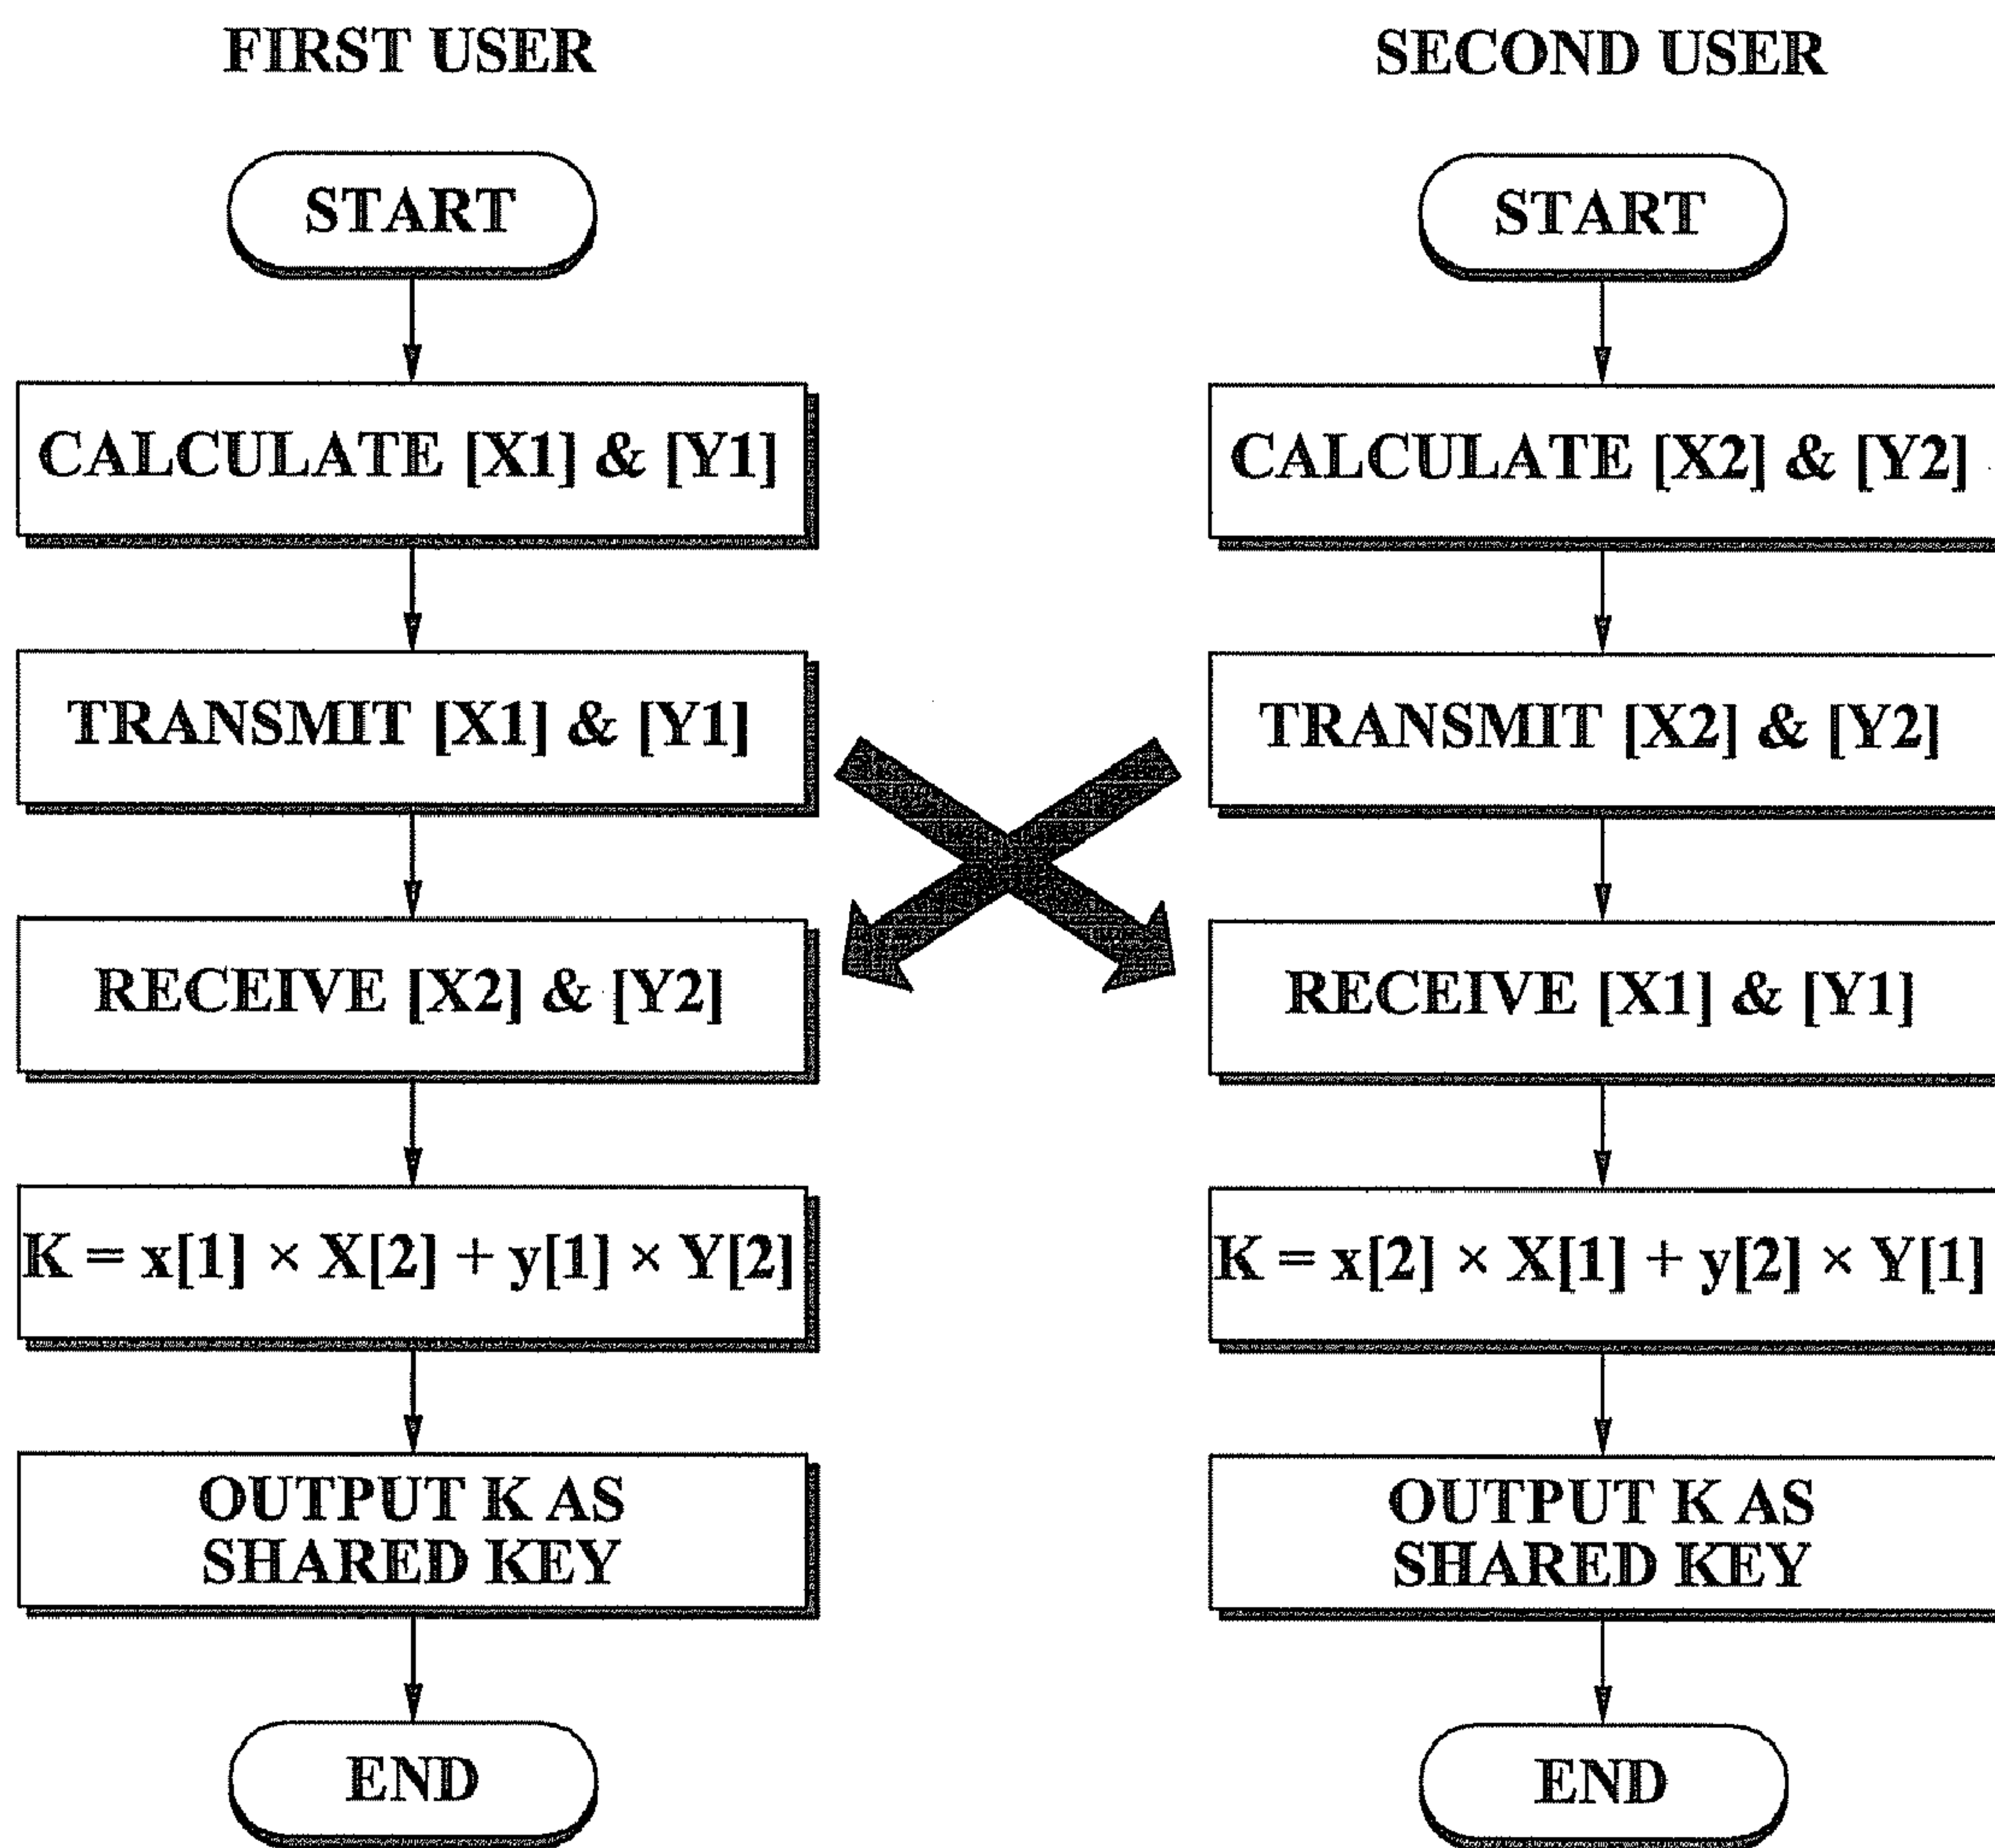 FIRST USER
START
CALCULATE [X1] & [Y1]
TRANSMIT [X1] & [Y1]
RECEIVE [X2] & [Y2]
K = x[1] × X[2] + y[1] × Y[2]
OUTPUT K AS
SHARED KEY
END
SECOND USER
START
CALCULATE [X2] & [Y2]
TRANSMIT [X2] & [Y2]
RECEIVE [X1] & [Y1]
K = x[2] × X[1] + y[2] × Y[1]
OUTPUT K AS
SHARED KEY
END